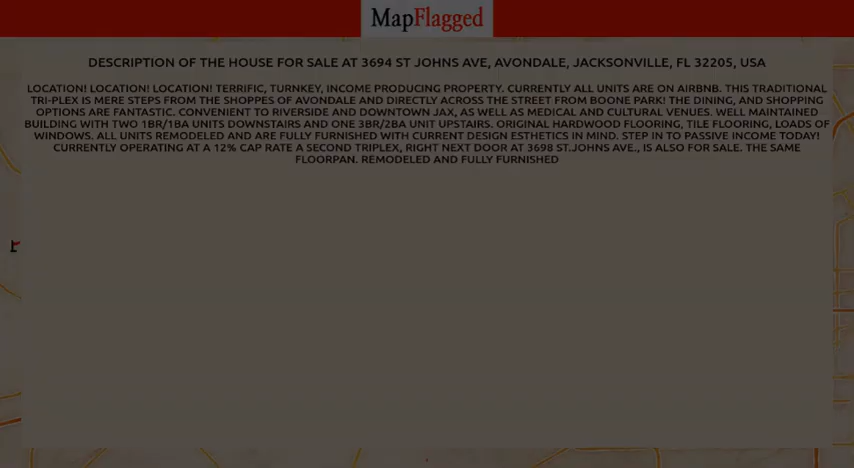 MapFlagged
DESCRIPTION OF THE HOUSE FOR SALE AT 3694 ST JOHNS AVE, AVONDALE, JACKSONVILLE, FL 32205, USA
LOCATION! LOCATION! LOCATION! TERRIFIC, TURNKEY, INCOME PRODUCING PROPERTY. CURRENTLY ALL UNITS ARE ON AIRBNB. THIS TRADITIONAL
TRI-PLEX IS MERE STEPS FROM THE SHOPPES OF AVONDALE AND DIRECTLY ACROSS THE STREET FROM BOONE PARK! THE DINING, AND SHOPPING
OPTIONS ARE FANTASTIC. CONVENIENT TO RIVERSIDE AND DOWNTOWN JAX, AS WELL AS MEDICAL AND CULTURAL VENUES. WELL MAINTAINED
BUILDING WITH TWO 1BR/1BA UNITS DOWNSTAIRS AND ONE 3BR/2BA UNIT UPSTAIRS. ORIGINAL HARDWOOD FLOORING, TILE FLOORING, LOADS OF
WINDOWS. ALL UNITS REMODELED AND ARE FULLY FURNISHED WITH CURRENT DESIGN ESTHETICS IN MIND. STEP IN TO PASSIVE INCOME TODAY!
CURRENTLY OPERATING AT A 12% CAP RATE A SECOND TRIPLEX, RIGHT NEXT DOOR AT 3698 ST.JOHNS AVE., IS ALSO FOR SALE. THE SAME
FLOORPAN. REMODELED AND FULLY FURNISHED